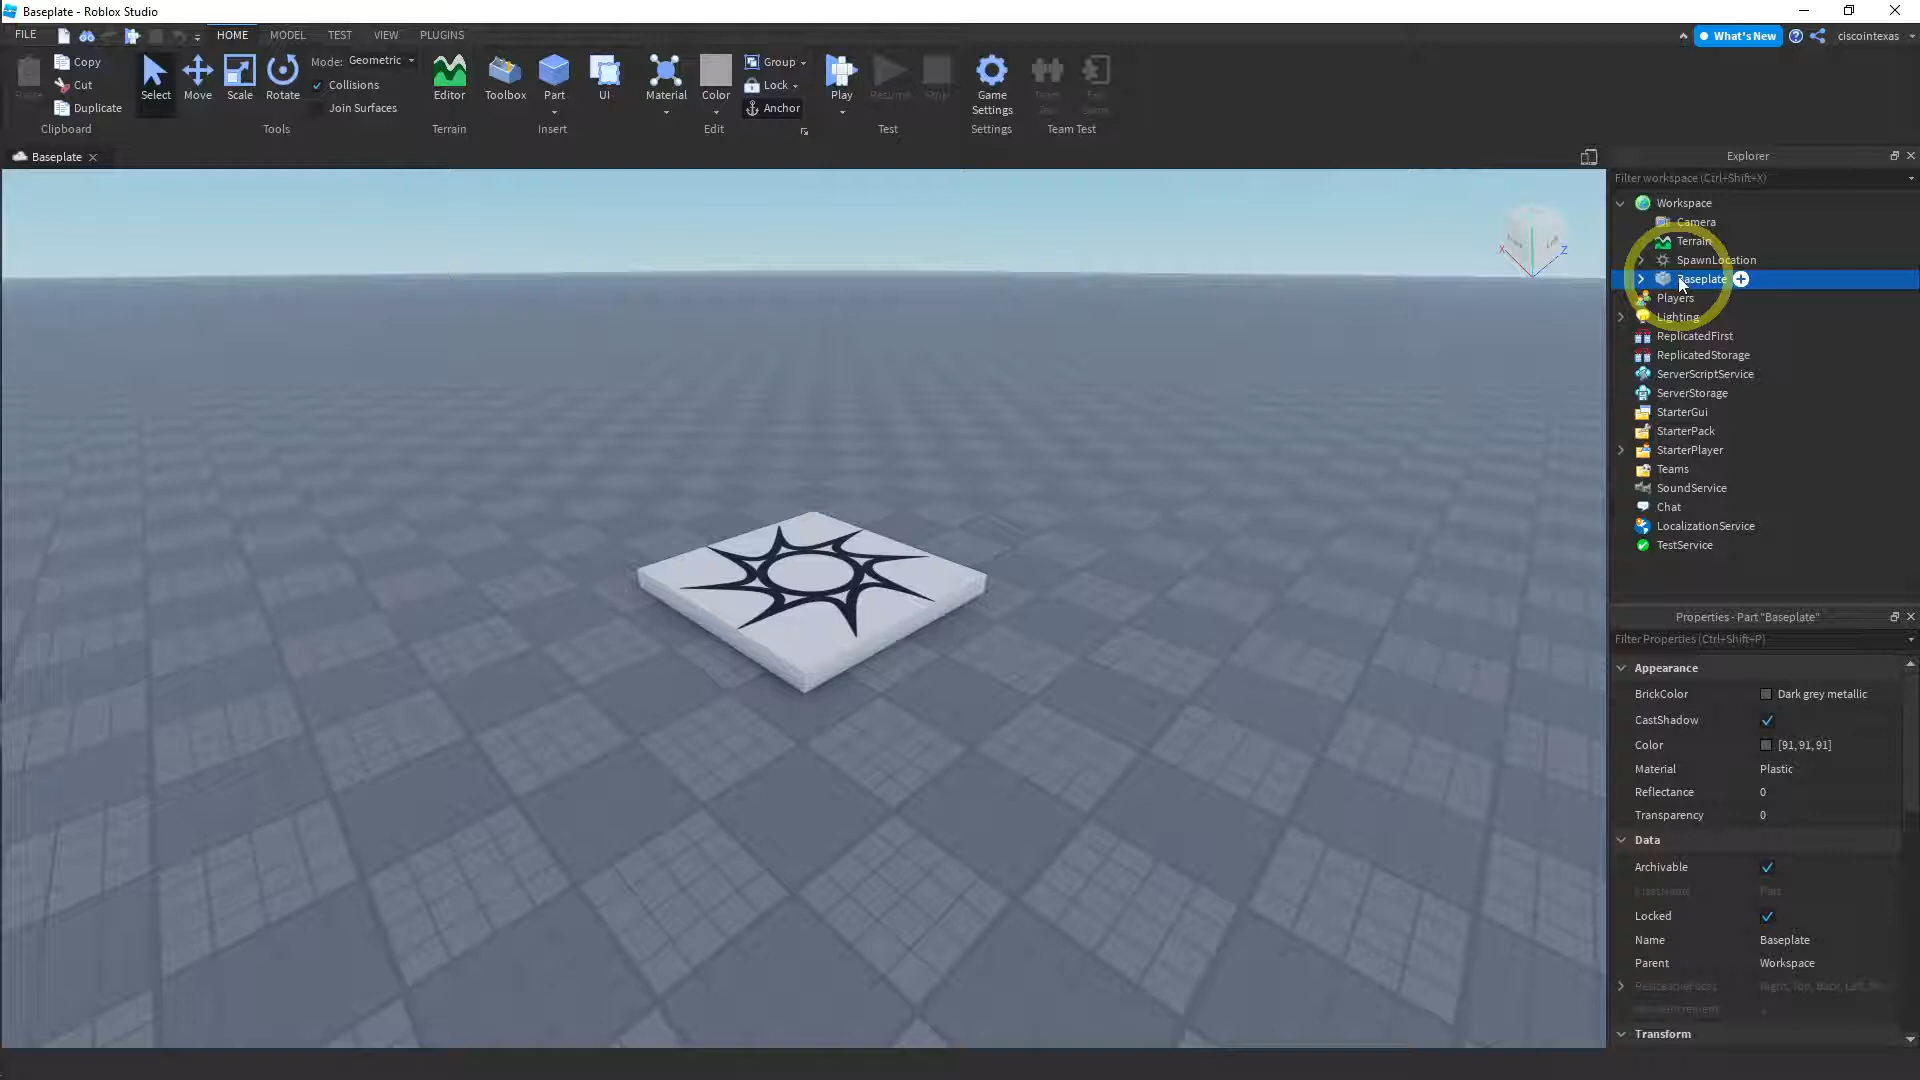 Baseplate - Roblox Studio
FILE HOME MODEL TEST VIEW PLUGINS What's New ciscointexas
Copy
Cut
Duplicate
Clipboard
Select Move Scale Rotate
Mode: Geometric
Collisions
Join Surfaces
Tools
Editor
Terrain
Toolbox Part UI
Insert
Material Color
Group
Lock
Anchor
Edit
Play Resume Stop
Test
Game Settings
Settings
Team Test
Baseplate
Explorer
Filter workspace (Ctrl+Shift+X)
Workspace
Camera
Terrain
SpawnLocation
Baseplate
Players
Lighting
ReplicatedFirst
ReplicatedStorage
ServerScriptService
ServerStorage
StarterGui
StarterPack
StarterPlayer
Teams
SoundService
Chat
LocalizationService
TestService
X Z
Properties - Part "Baseplate"
Filter Properties (Ctrl+Shift+P)
Appearance
BrickColor Dark grey metallic
CastShadow
Color [91, 91, 91]
Material Plastic
Reflectance 0
Transparency 0
Data
Archivable
ClassName Part
Locked
Name Baseplate
Parent Workspace
Transform